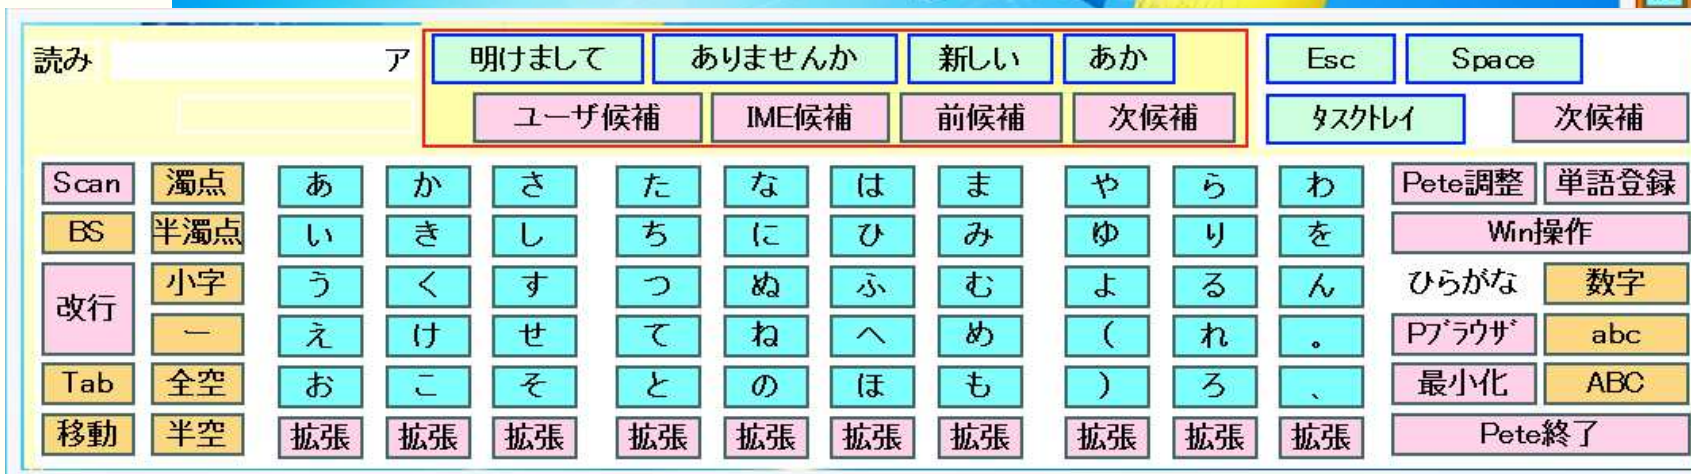 読み ア 明けまして ありませんか 新しい あか Esc Space
ユーザ候補 IME候補 前候補 次候補 タスクトレイ 次候補
Scan 濁点 あ か さ た な は ま や ら わ Pete調整 単語登録
BS 半濁点 い き し ち に ひ み ゆ り を Win操作
改行 小字 う く す つ ぬ ふ む よ る ん ひらがな 数字
ー え け せ て ね へ め ( れ 。 Pブラウザ abc
Tab 全空 お こ そ と の ほ も ) ろ 、 最小化 ABC
移動 半空 拡張 拡張 拡張 拡張 拡張 拡張 拡張 拡張 拡張 拡張 Pete終了